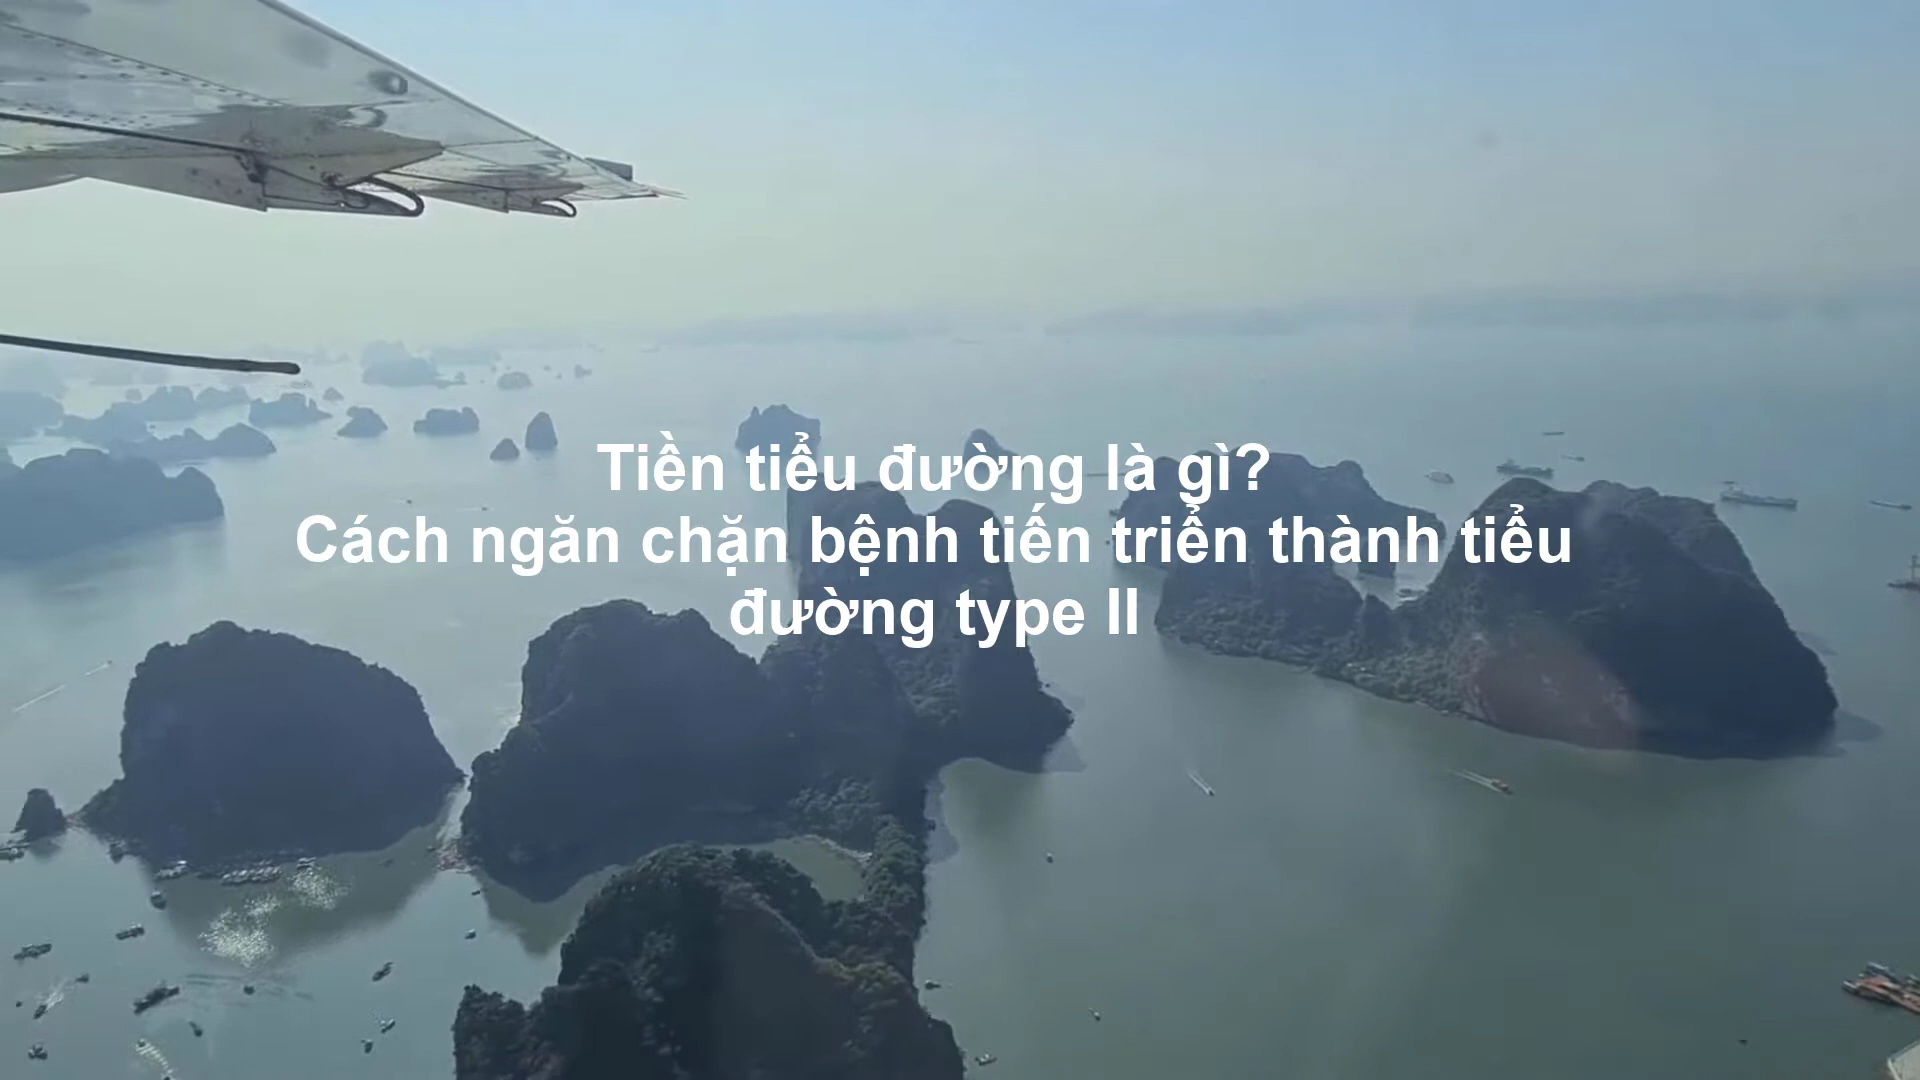 Tiền tiểu đường là gì?
Cách ngăn chặn bệnh tiến triển thành tiểu
đường type II